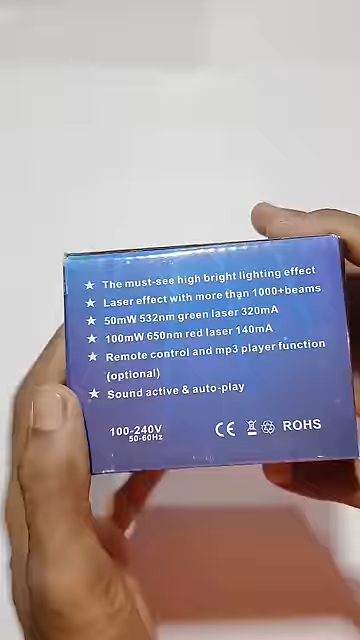 ★ The must-see high bright lighting effect
★ Laser effect with more than 1000+beams
★ 50mW 532nm green laser 320mA
★ 100mW 650nm red laser 140mA
★ Remote control and mp3 player function
(optional)
★ Sound active & auto-play
100-240V CE ROHS
50-60Hz